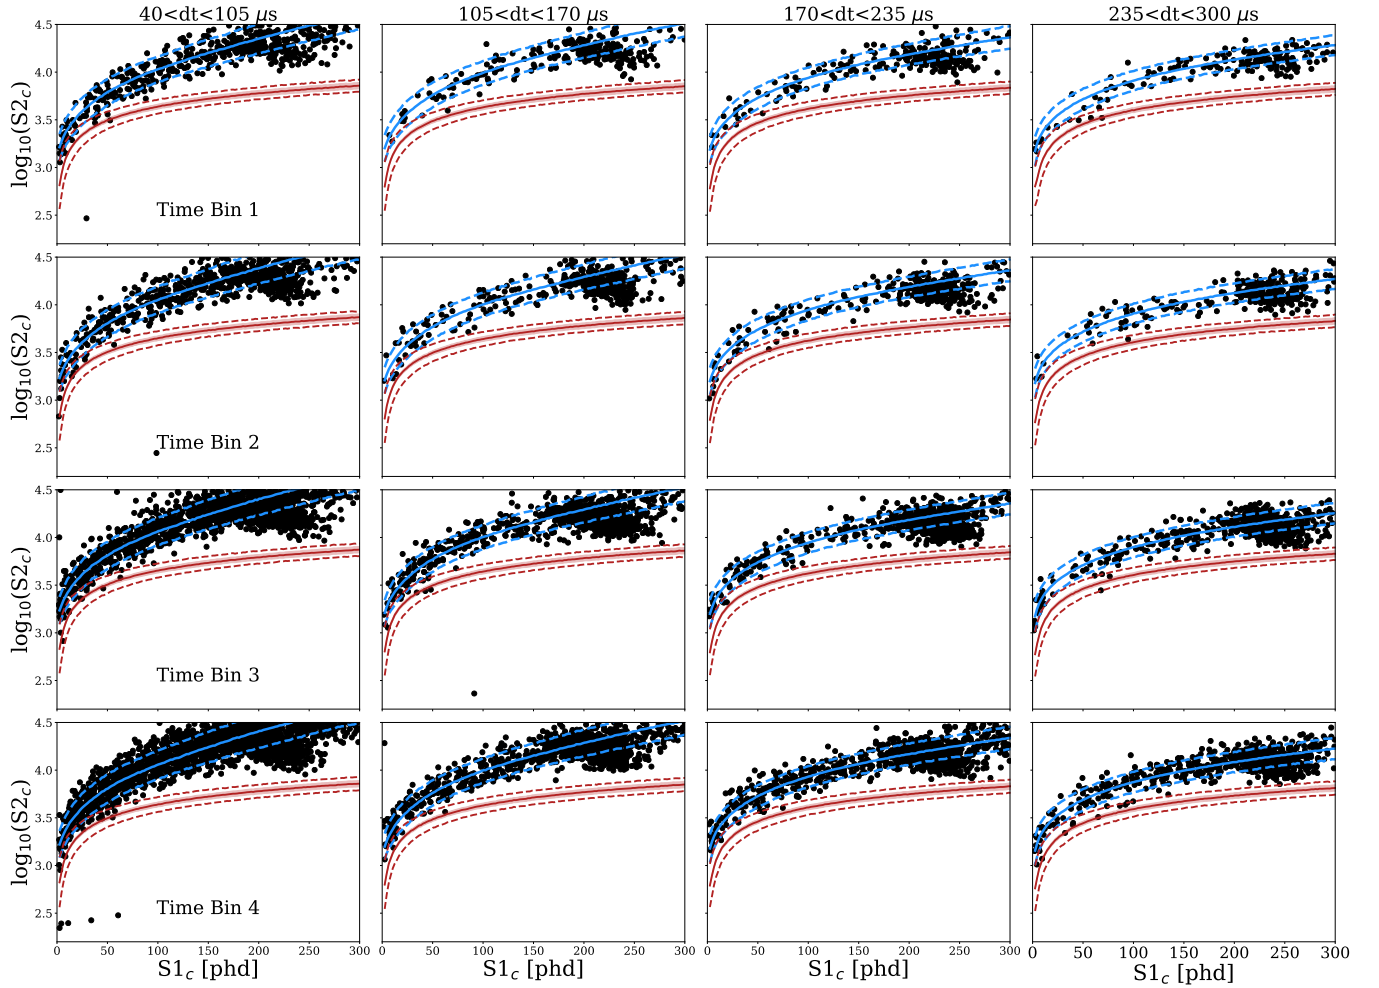 40<dt<105 μs 105<dt<170 μs 170<dt<235 μs 235<dt<300 μs
4.5
4.0
3.5
3.0
2.5
log10(S2c)
Time Bin 1
4.5
4.0
3.5
3.0
2.5
log10(S2c)
Time Bin 2
4.5
4.0
3.5
3.0
2.5
log10(S2c)
Time Bin 3
4.5
4.0
3.5
3.0
2.5
log10(S2c)
Time Bin 4
0 50 100 150 200 250 300 0 50 100 150 200 250 300 0 50 100 150 200 250 300 0 50 100 150 200 250 300
S1c [phd] S1c [phd] S1c [phd] S1c [phd]